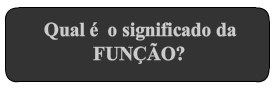 Qual é o significado da
FUNÇÃO?